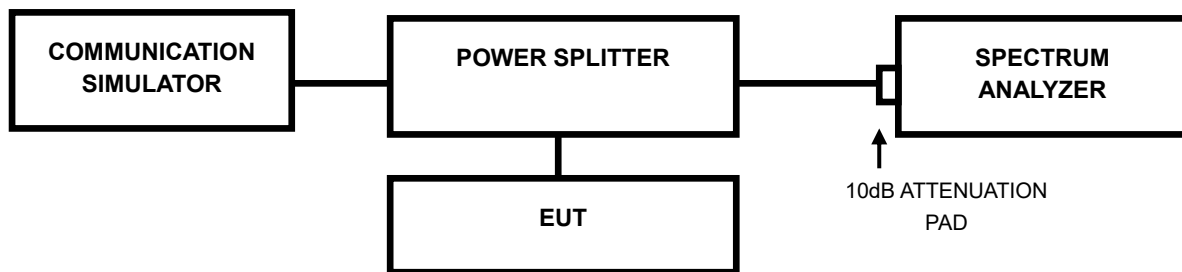 COMMUNICATION
SIMULATOR
POWER SPLITTER
SPECTRUM
ANALYZER
EUT
10dB ATTENUATION
PAD